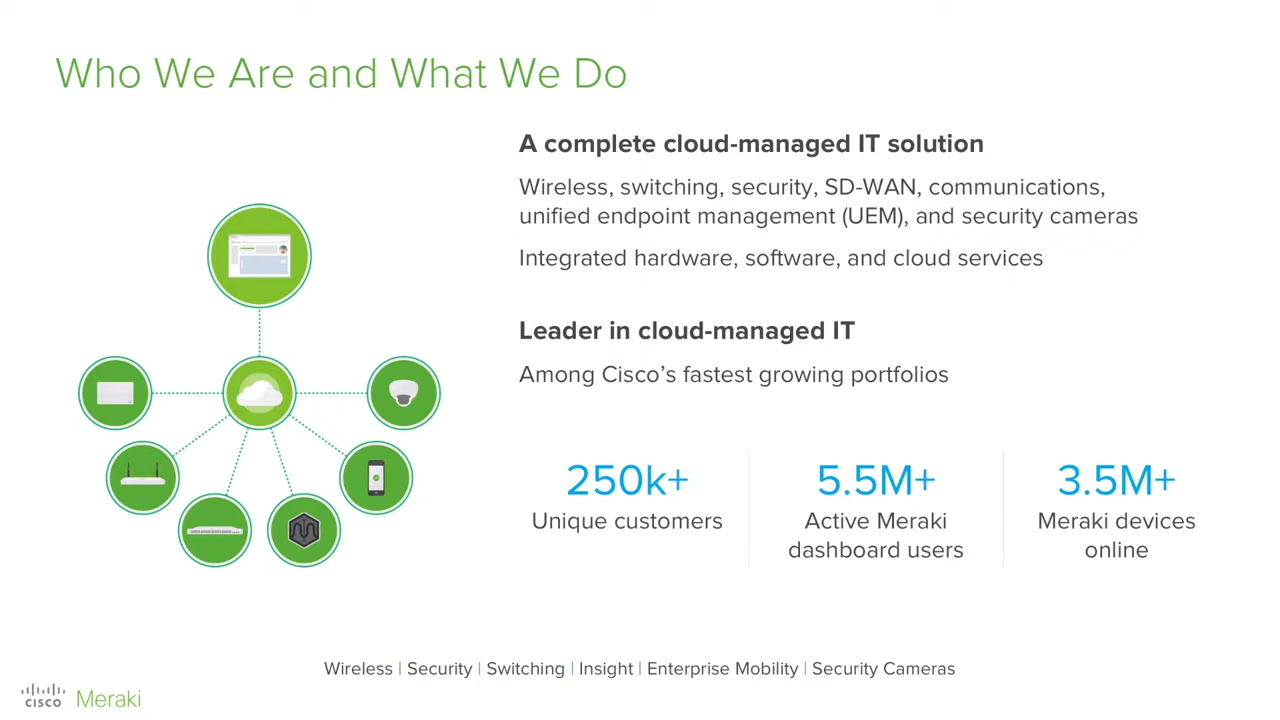 Who We Are and What We Do
A complete cloud-managed IT solution
Wireless, switching, security, SD-WAN, communications,
unified endpoint management (UEM), and security cameras
Integrated hardware, software, and cloud services
Leader in cloud-managed IT
Among Cisco’s fastest growing portfolios
250k+
Unique customers
5.5M+
Active Meraki
dashboard users
3.5M+
Meraki devices
online
Wireless | Security | Switching | Insight | Enterprise Mobility | Security Cameras
cisco Meraki